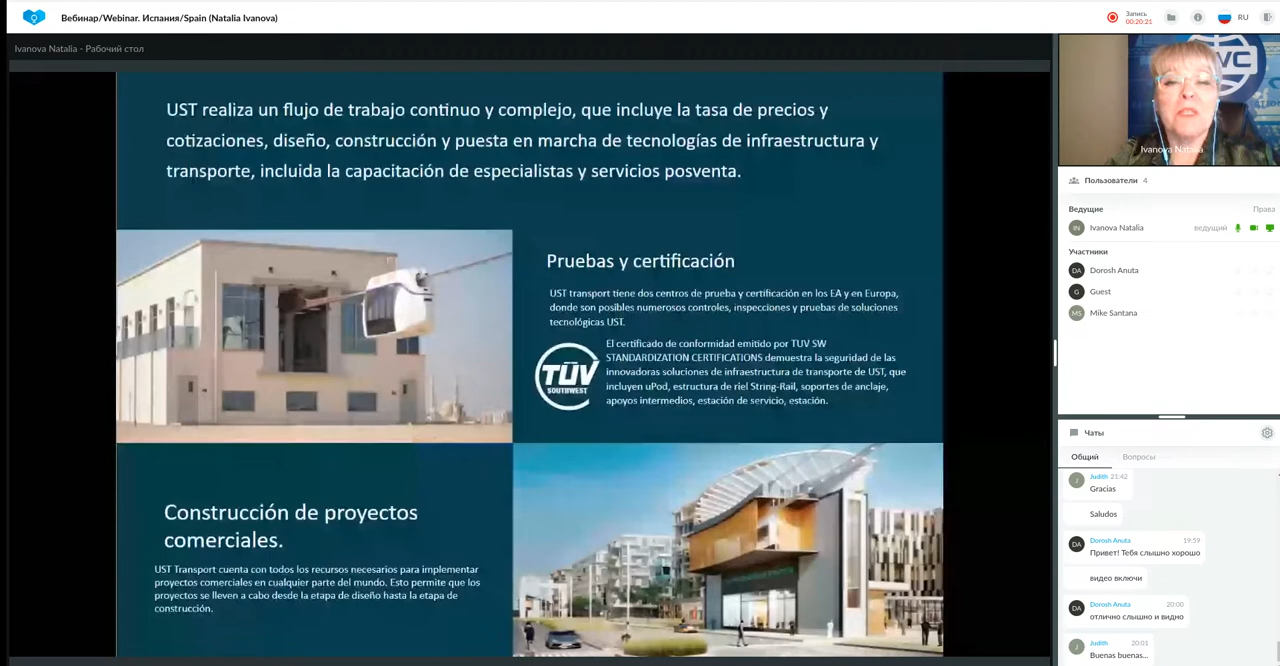 Вебинар/Webinar. Испания/Spain (Natalia Ivanova)
Запись
00:20:21
RU
Ivanova Natalia - Рабочий стол
UST realiza un flujo de trabajo continuo y complejo, que incluye la tasa de precios y
cotizaciones, diseño, construcción y puesta en marcha de tecnologías de infraestructura y
transporte, incluida la capacitación de especialistas y servicios posventa.
Pruebas y certificación
UST transport tiene dos centros de prueba y certificación en los EA y en Europa,
donde son posibles numerosos controles, inspecciones y pruebas de soluciones
tecnológicas UST.
TÜV
SOUTHWEST
El certificado de conformidad emitido por TUV SW
STANDARDIZATION CERTIFICATIONS demuestra la seguridad de las
innovadoras soluciones de infraestructura de transporte de UST, que
incluyen uPod, estructura de riel String-Rail, soportes de anclaje,
apoyos intermedios, estación de servicio, estación.
Construcción de proyectos
comerciales.
UST Transport cuenta con todos los recursos necesarios para implementar
proyectos comerciales en cualquier parte del mundo. Esto permite que los
proyectos se lleven a cabo desde la etapa de diseño hasta la etapa de
construcción.
Ivanova Natalia
Пользователи 4
Ведущие Права
IN Ivanova Natalia ведущий
Участники
DA Dorosh Anuta
G Guest
MS Mike Santana
Чаты
Общий Вопросы
J Judith 21:42
Gracias
Saludos
DA Dorosh Anuta 19:59
Привет! Тебя слышно хорошо
видео включи
DA Dorosh Anuta 20:00
отлично слышно и видно
J Judith 20:01
Buenas buenas...